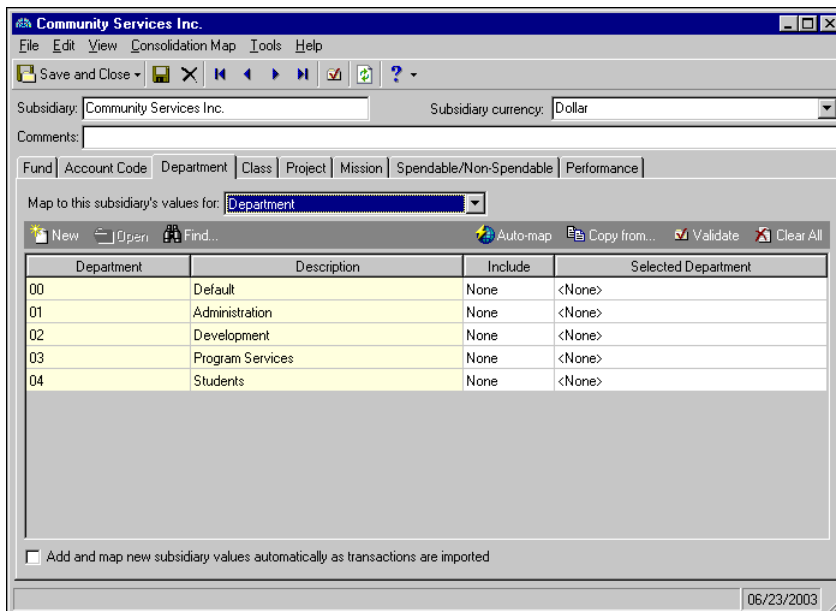 Community Services Inc.
File Edit View Consolidation Map Tools Help
Save and Close ?
Subsidiary: Community Services Inc. Subsidiary currency: Dollar
Comments:
Fund Account Code Department Class Project Mission Spendable/Non-Spendable Performance
Map to this subsidiary's values for: Department
New Open Find... Auto-map Copy from... Validate Clear All
Department Description Include Selected Department
00 Default None <None>
01 Administration None <None>
02 Development None <None>
03 Program Services None <None>
04 Students None <None>
Add and map new subsidiary values automatically as transactions are imported
06/23/2003